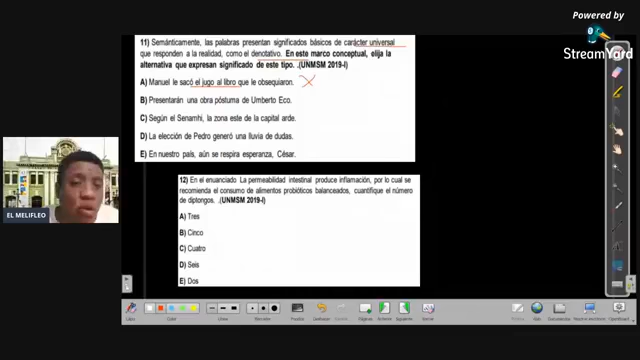 Powered by
StreamYard
11) Semánticamente, las palabras presentan significados básicos de carácter universal
que responden a la realidad, como el denotativo. En este marco conceptual, elija la
alternativa que expresan significado de este tipo. .(UNMSM 2019-I)
A) Manuel le sacó el jugo al libro que le obsequiaron.
B) Presentarán una obra póstuma de Umberto Eco.
C) Según el Senamhi, la zona este de la capital arde.
D) La elección de Pedro generó una lluvia de dudas.
E) En nuestro país, aún se respira esperanza, César.
EL MELIFLEO
12) En el enunciado La permeabilidad intestinal produce inflamación, por lo cual se
recomienda el consumo de alimentos probióticos balanceados, cuantifique el número
de diptongos. .(UNMSM 2019-I)
A) Tres
B) Cinco
C) Cuatro
D) Seis
E) Dos
Color